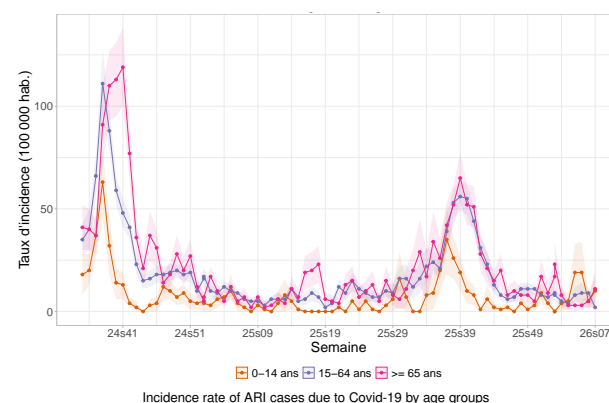 Taux d'incidence (100 000 hab.)
100
50
0
24s41 24s51 25s09 25s19 25s29 25s39 25s49 26s07
Semaine
0−14 ans 15−64 ans >= 65 ans
Incidence rate of ARI cases due to Covid-19 by age groups